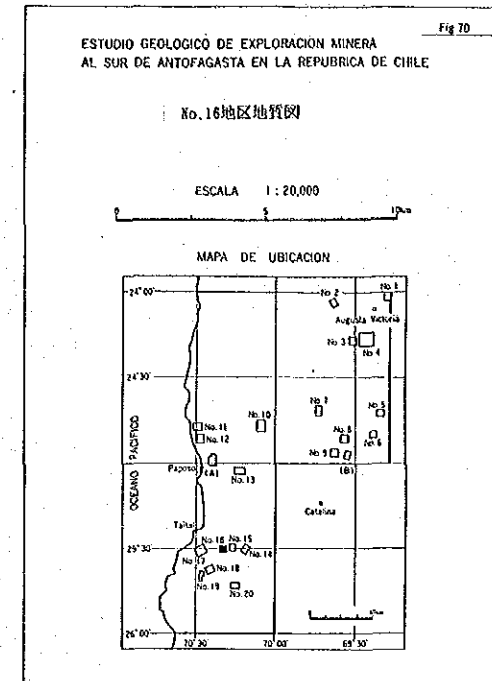 Fig 70
ESTUDIO GEOLOGICO DE EXPLORACION MINERA
AL SUR DE ANTOFAGASTA EN LA REPUBRICA DE CHILE
No.16地区地質図
ESCALA 1 : 20,000
0 5 10km
MAPA DE UBICACION
24°00'
No. 2
No. 1
Augusta Victoria
No. 3
No. 4
24°30'
No. 7
No. 5
No. 10
No. 11
No. 12
No. 8
No. 6
No. 9
(B)
Paposo
(A)
No. 13
OCEANO PACIFICO
Catalina
Taltal
No. 16
No. 15
25°30'
No. 14
No. 17
No. 18
No. 19
No. 20
26°00'
70°30'
70°00'
69°30'